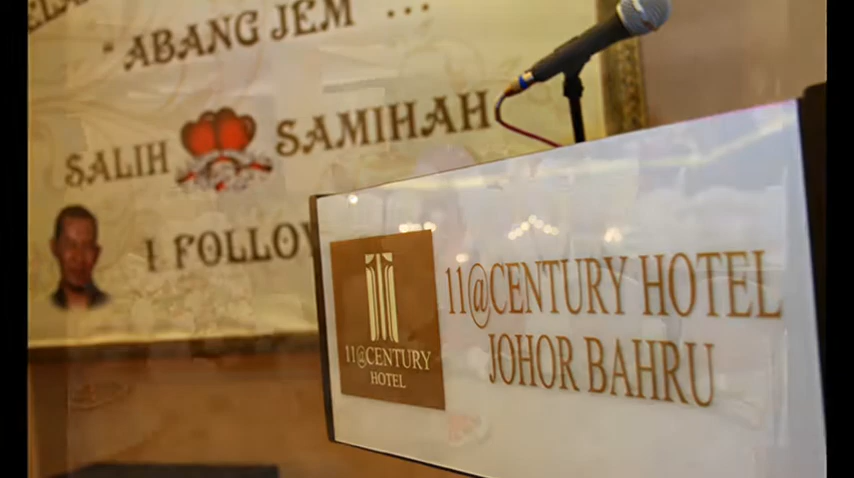 " ABANG JEM " ...
SALIH SAMIHAH
I FOLLOW
11@CENTURY
HOTEL
11@CENTURY HOTEL
JOHOR BAHRU